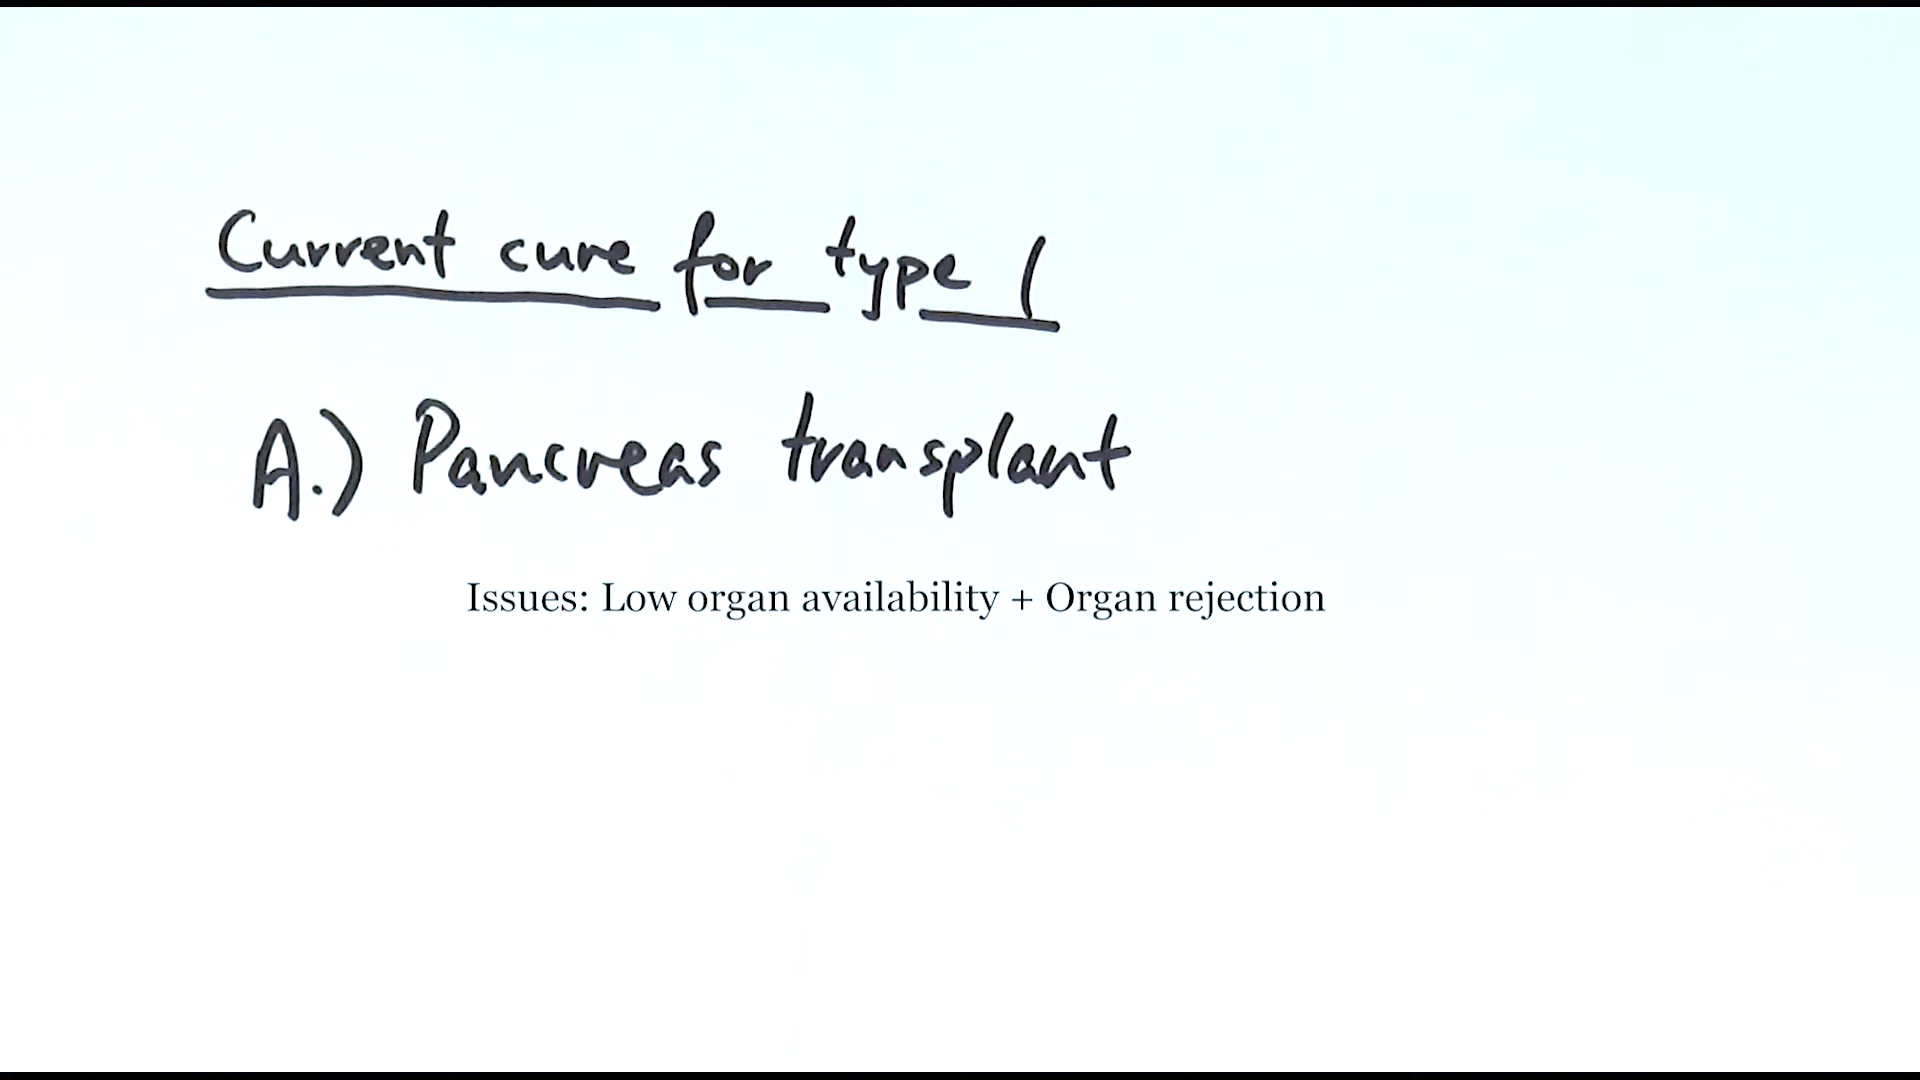 Current cure for type 1
A.) Pancreas transplant
Issues: Low organ availability + Organ rejection